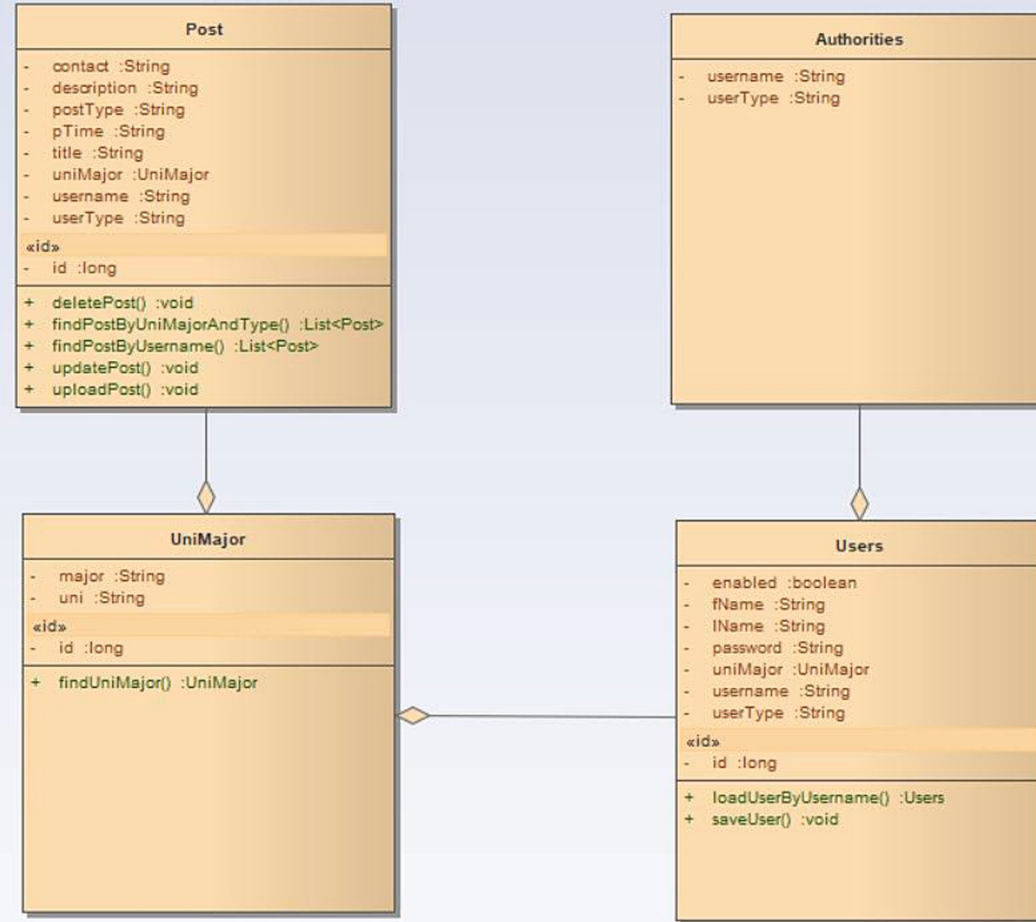 Post
- contact :String
- description :String
- postType :String
- pTime :String
- title :String
- uniMajor :UniMajor
- username :String
- userType :String
«id»
- id :long
+ deletePost() :void
+ findPostByUniMajorAndType() :List<Post>
+ findPostByUsername() :List<Post>
+ updatePost() :void
+ uploadPost() :void
Authorities
- username :String
- userType :String
UniMajor
- major :String
- uni :String
«id»
- id :long
+ findUniMajor() :UniMajor
Users
- enabled :boolean
- fName :String
- lName :String
- password :String
- uniMajor :UniMajor
- username :String
- userType :String
«id»
- id :long
+ loadUserByUsername() :Users
+ saveUser() :void